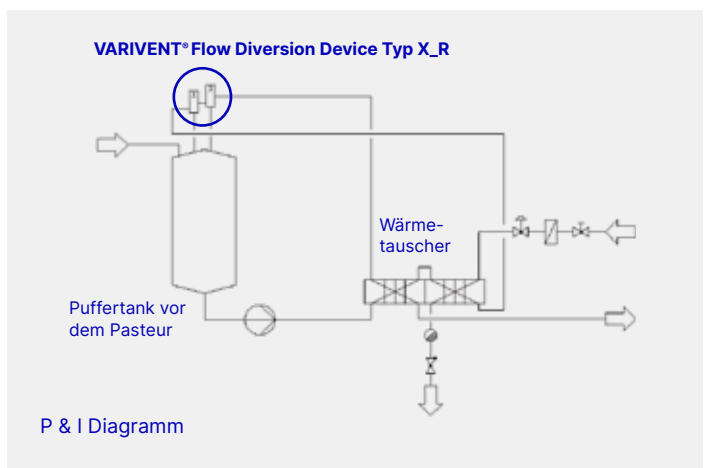 VARIVENT® Flow Diversion Device Typ X_R
Wärme-
tauscher
Puffertank vor
dem Pasteur
P & I Diagramm